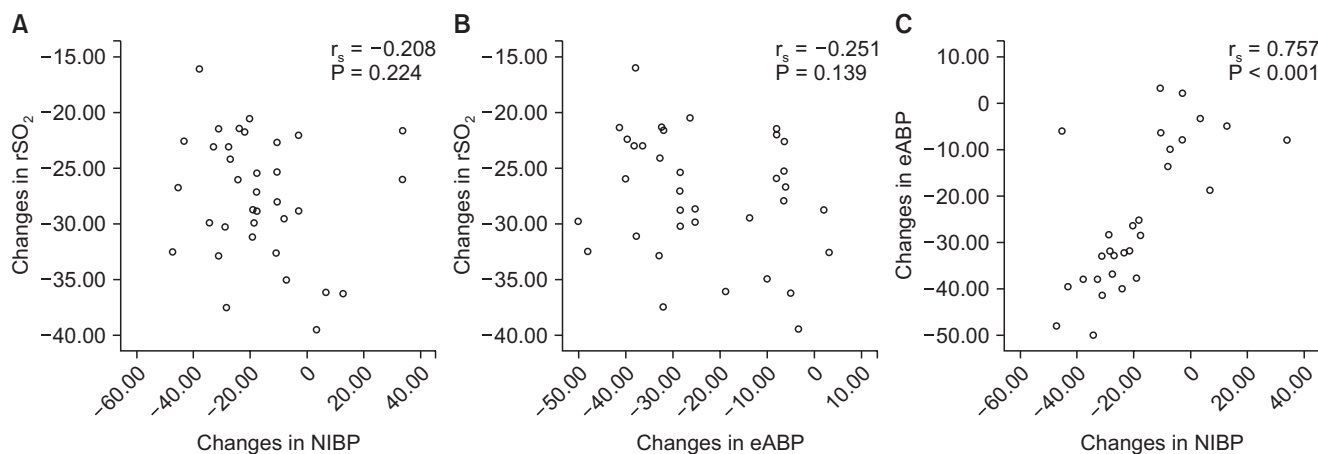 A
r_s = −0.208
P = 0.224
−15.00
−20.00
−25.00
−30.00
−35.00
−40.00
Changes in rSO₂
−60.00
−40.00
−20.00
0
20.00
40.00
Changes in NIBP
B
r_s = −0.251
P = 0.139
−15.00
−20.00
−25.00
−30.00
−35.00
−40.00
Changes in rSO₂
−50.00
−40.00
−30.00
−20.00
−10.00
0
10.00
Changes in eABP
C
r_s = 0.757
P < 0.001
10.00
0
−10.00
−20.00
−30.00
−40.00
−50.00
Changes in eABP
−60.00
−40.00
−20.00
0
20.00
40.00
Changes in NIBP